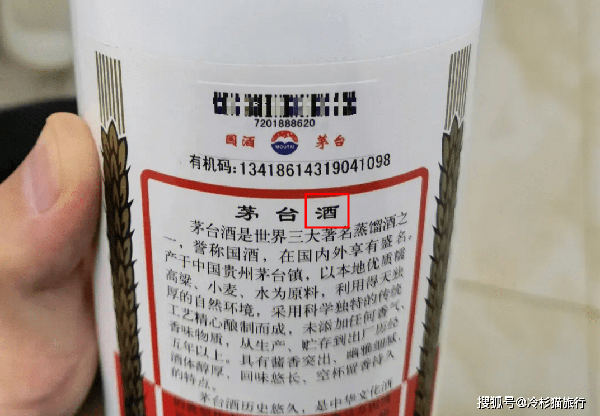 7201888620
国酒 MOUTAI 茅台
有机码:13418614319041098
茅台酒
茅台酒是世界三大著名蒸馏酒之
一,誉称国酒,在国内外享有盛名。
产于中国贵州茅台镇,以本地优质糯
高粱、小麦、水为原料,利用得天独
厚的自然环境,采用科学独特的传统
工艺精心酿制而成,未添加任何香气、
香味物质,从生产、贮存到出厂历经
五年以上。具有酱香突出、幽雅细腻、
酒体醇厚、回味悠长、空杯留香持久
的特点。
茅台酒历史悠久,是中华文化酒
搜狐号@冷杉猫旅行